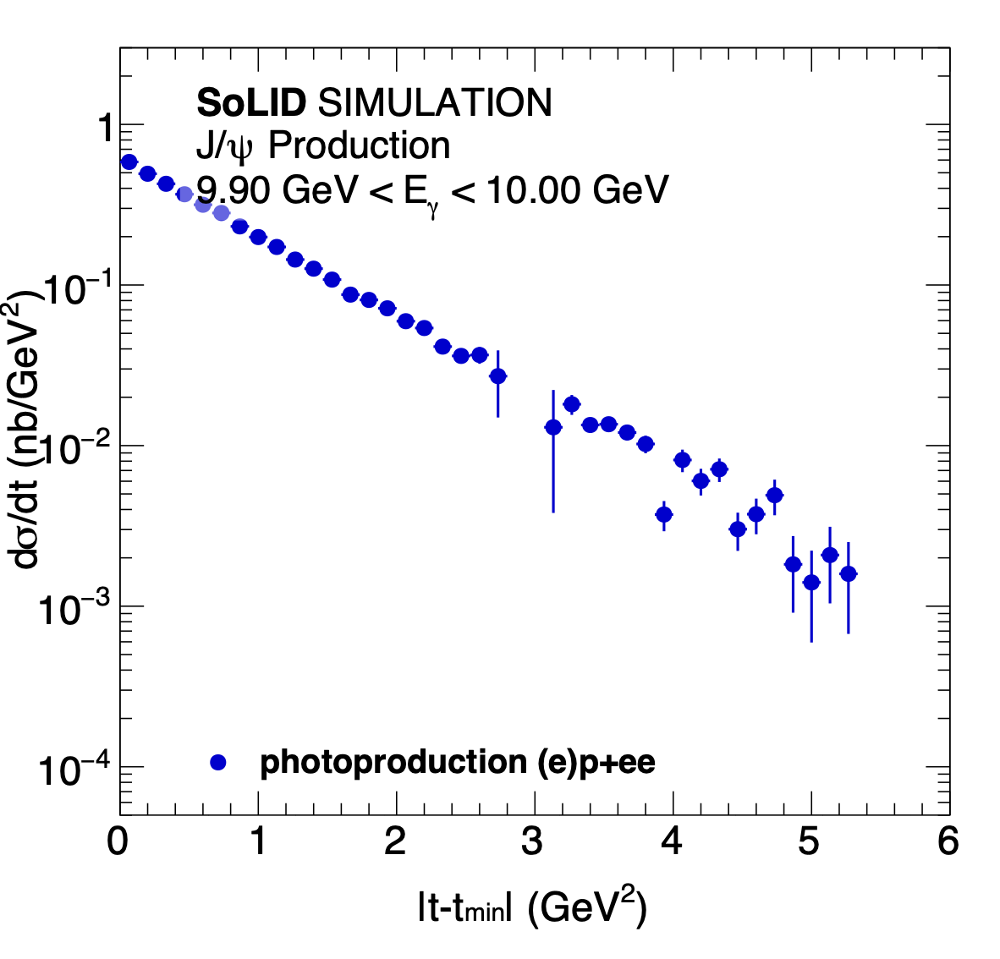 SoLID SIMULATION
J/ψ Production
9.90 GeV < Eγ < 10.00 GeV
1
10−1
10−2
10−3
10−4
dσ/dt (nb/GeV2)
photoproduction (e)p+ee
0 1 2 3 4 5 6
|t-tmin| (GeV2)